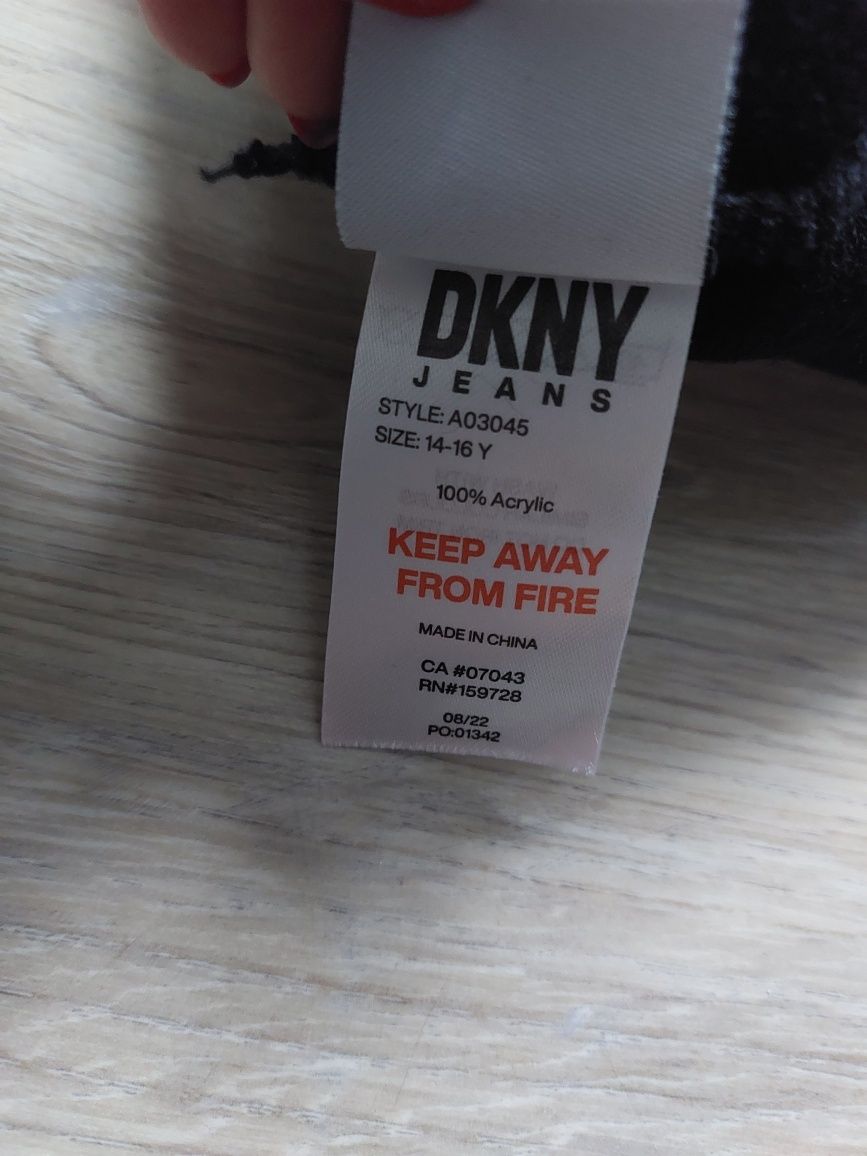 DKNY
JEANS
STYLE: A03045
SIZE: 14-16 Y
100% Acrylic
KEEP AWAY
FROM FIRE
MADE IN CHINA
CA #07043
RN#159728
08/22
PO:01342